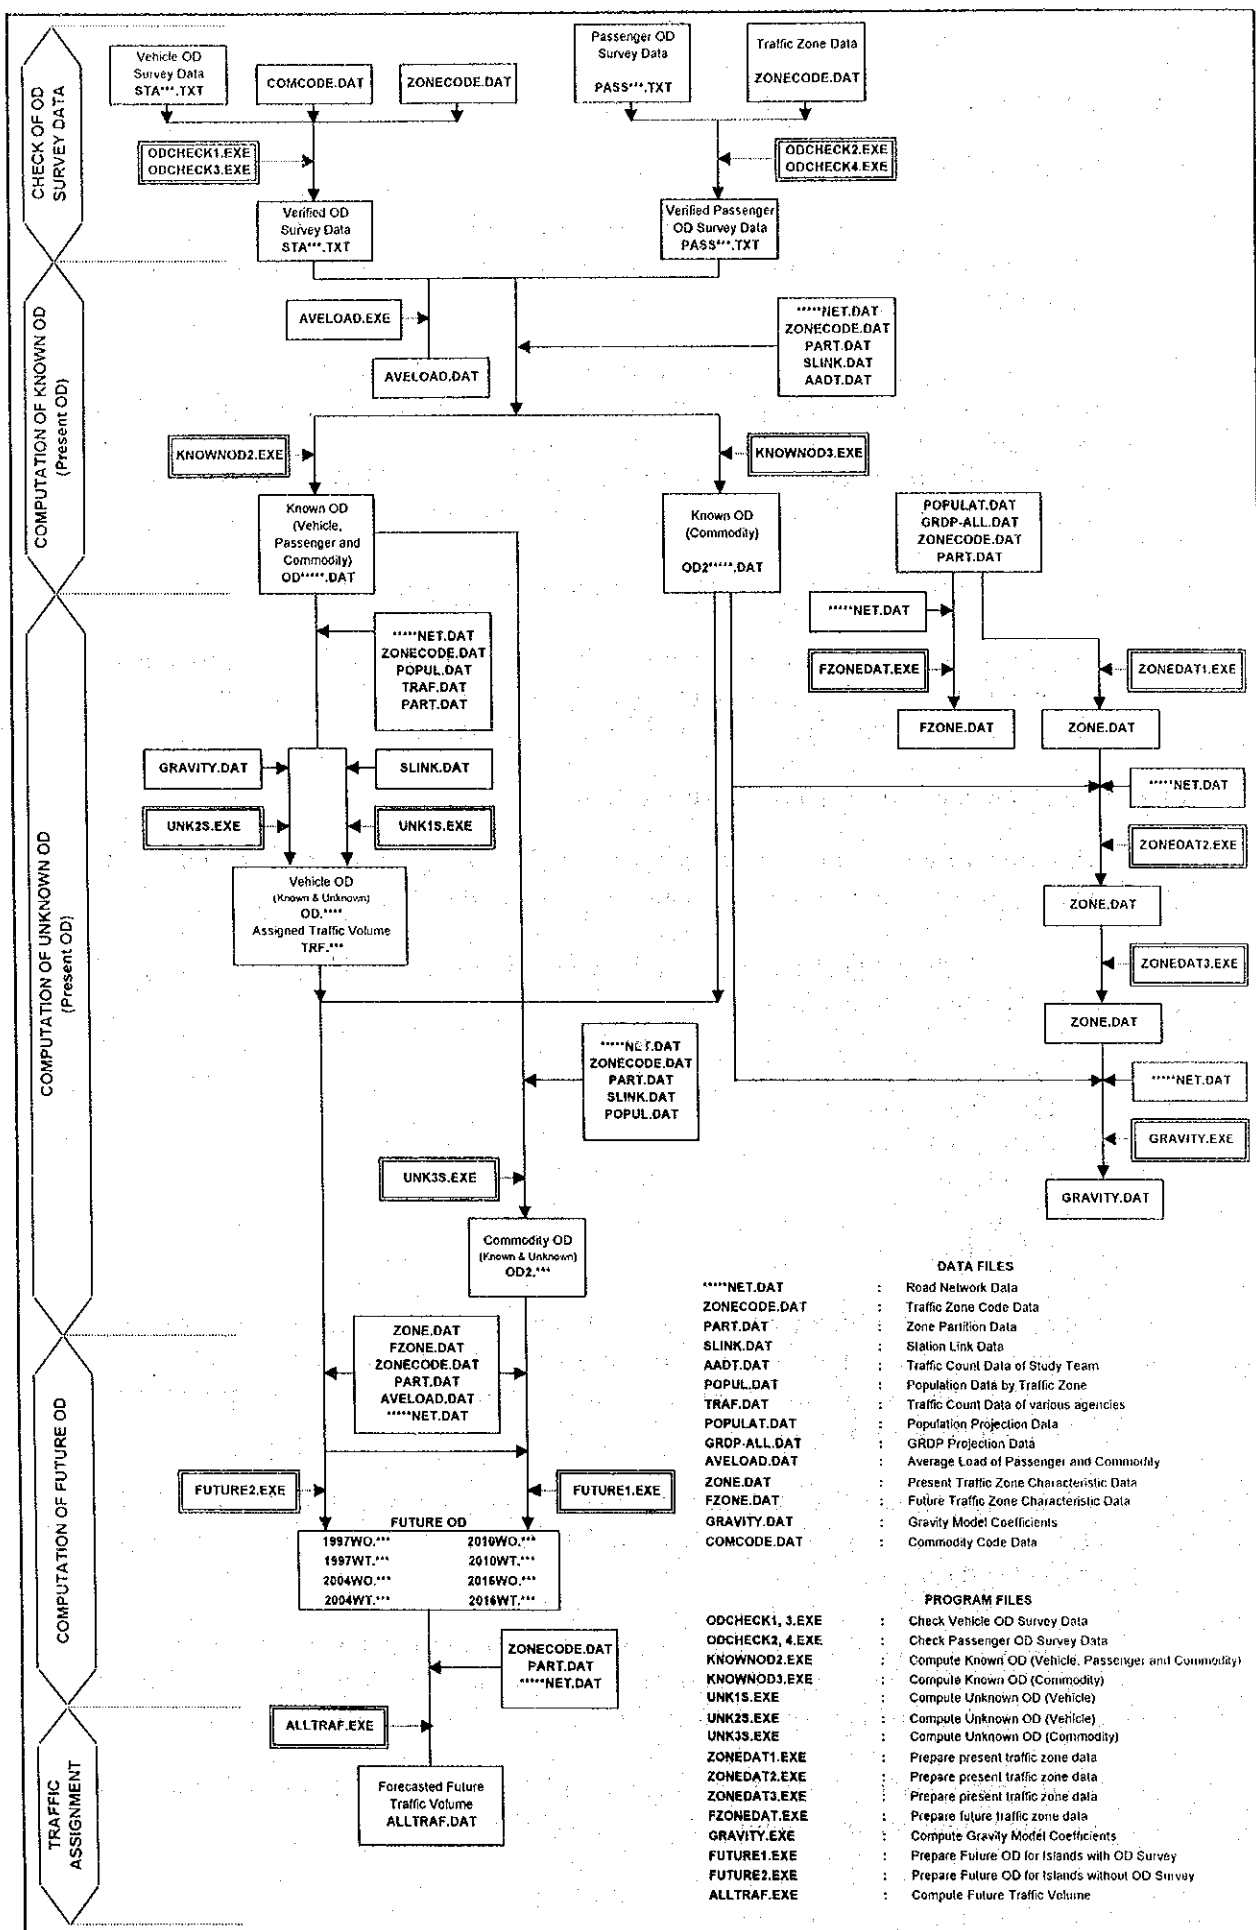 CHECK OF OD
SURVEY DATA
Vehicle OD
Survey Data
STA***.TXT
COMCODE.DAT
ZONECODE.DAT
Passenger OD
Survey Data
PASS***.TXT
Traffic Zone Data
ZONECODE.DAT
ODCHECK1.EXE
ODCHECK3.EXE
ODCHECK2.EXE
ODCHECK4.EXE
Verified OD
Survey Data
STA***.TXT
Verified Passenger
OD Survey Data
PASS***.TXT
COMPUTATION OF KNOWN OD
(Present OD)
AVELOAD.EXE
AVELOAD.DAT
*****NET.DAT
ZONECODE.DAT
PART.DAT
SLINK.DAT
AADT.DAT
KNOWNOD2.EXE
KNOWNOD3.EXE
Known OD
(Vehicle,
Passenger and
Commodity)
OD*****.DAT
Known OD
(Commodity)
OD2*****.DAT
POPULAT.DAT
GRDP-ALL.DAT
ZONECODE.DAT
PART.DAT
COMPUTATION OF UNKNOWN OD
(Present OD)
*****NET.DAT
ZONECODE.DAT
POPUL.DAT
TRAF.DAT
PART.DAT
*****NET.DAT
FZONEDAT.EXE
ZONEDAT1.EXE
FZONE.DAT
ZONE.DAT
GRAVITY.DAT
SLINK.DAT
*****NET.DAT
UNK2S.EXE
UNK1S.EXE
ZONEDAT2.EXE
Vehicle OD
(Known & Unknown)
OD.****
Assigned Traffic Volume
TRF.***
ZONE.DAT
ZONEDAT3.EXE
ZONE.DAT
*****NET.DAT
ZONECODE.DAT
PART.DAT
SLINK.DAT
POPUL.DAT
*****NET.DAT
GRAVITY.EXE
UNK3S.EXE
GRAVITY.DAT
Commodity OD
(Known & Unknown)
OD2.***
COMPUTATION OF FUTURE OD
ZONE.DAT
FZONE.DAT
ZONECODE.DAT
PART.DAT
AVELOAD.DAT
*****NET.DAT
FUTURE2.EXE
FUTURE1.EXE
FUTURE OD
1997WO.*** 2010WO.***
1997WT.*** 2010WT.***
2004WO.*** 2016WO.***
2004WT.*** 2016WT.***
ZONECODE.DAT
PART.DAT
*****NET.DAT
TRAFFIC
ASSIGNMENT
ALLTRAF.EXE
Forecasted Future
Traffic Volume
ALLTRAF.DAT
DATA FILES
*****NET.DAT : Road Network Data
ZONECODE.DAT : Traffic Zone Code Data
PART.DAT : Zone Partition Data
SLINK.DAT : Station Link Data
AADT.DAT : Traffic Count Data of Study Team
POPUL.DAT : Population Data by Traffic Zone
TRAF.DAT : Traffic Count Data of various agencies
POPULAT.DAT : Population Projection Data
GRDP-ALL.DAT : GRDP Projection Data
AVELOAD.DAT : Average Load of Passenger and Commodity
ZONE.DAT : Present Traffic Zone Characteristic Data
FZONE.DAT : Future Traffic Zone Characteristic Data
GRAVITY.DAT : Gravity Model Coefficients
COMCODE.DAT : Commodity Code Data
PROGRAM FILES
ODCHECK1, 3.EXE : Check Vehicle OD Survey Data
ODCHECK2, 4.EXE : Check Passenger OD Survey Data
KNOWNOD2.EXE : Compute Known OD (Vehicle, Passenger and Commodity)
KNOWNOD3.EXE : Compute Known OD (Commodity)
UNK1S.EXE : Compute Unknown OD (Vehicle)
UNK2S.EXE : Compute Unknown OD (Vehicle)
UNK3S.EXE : Compute Unknown OD (Commodity)
ZONEDAT1.EXE : Prepare present traffic zone data
ZONEDAT2.EXE : Prepare present traffic zone data
ZONEDAT3.EXE : Prepare present traffic zone data
FZONEDAT.EXE : Prepare future traffic zone data
GRAVITY.EXE : Compute Gravity Model Coefficients
FUTURE1.EXE : Prepare Future OD for Islands with OD Survey
FUTURE2.EXE : Prepare Future OD for Islands without OD Survey
ALLTRAF.EXE : Compute Future Traffic Volume